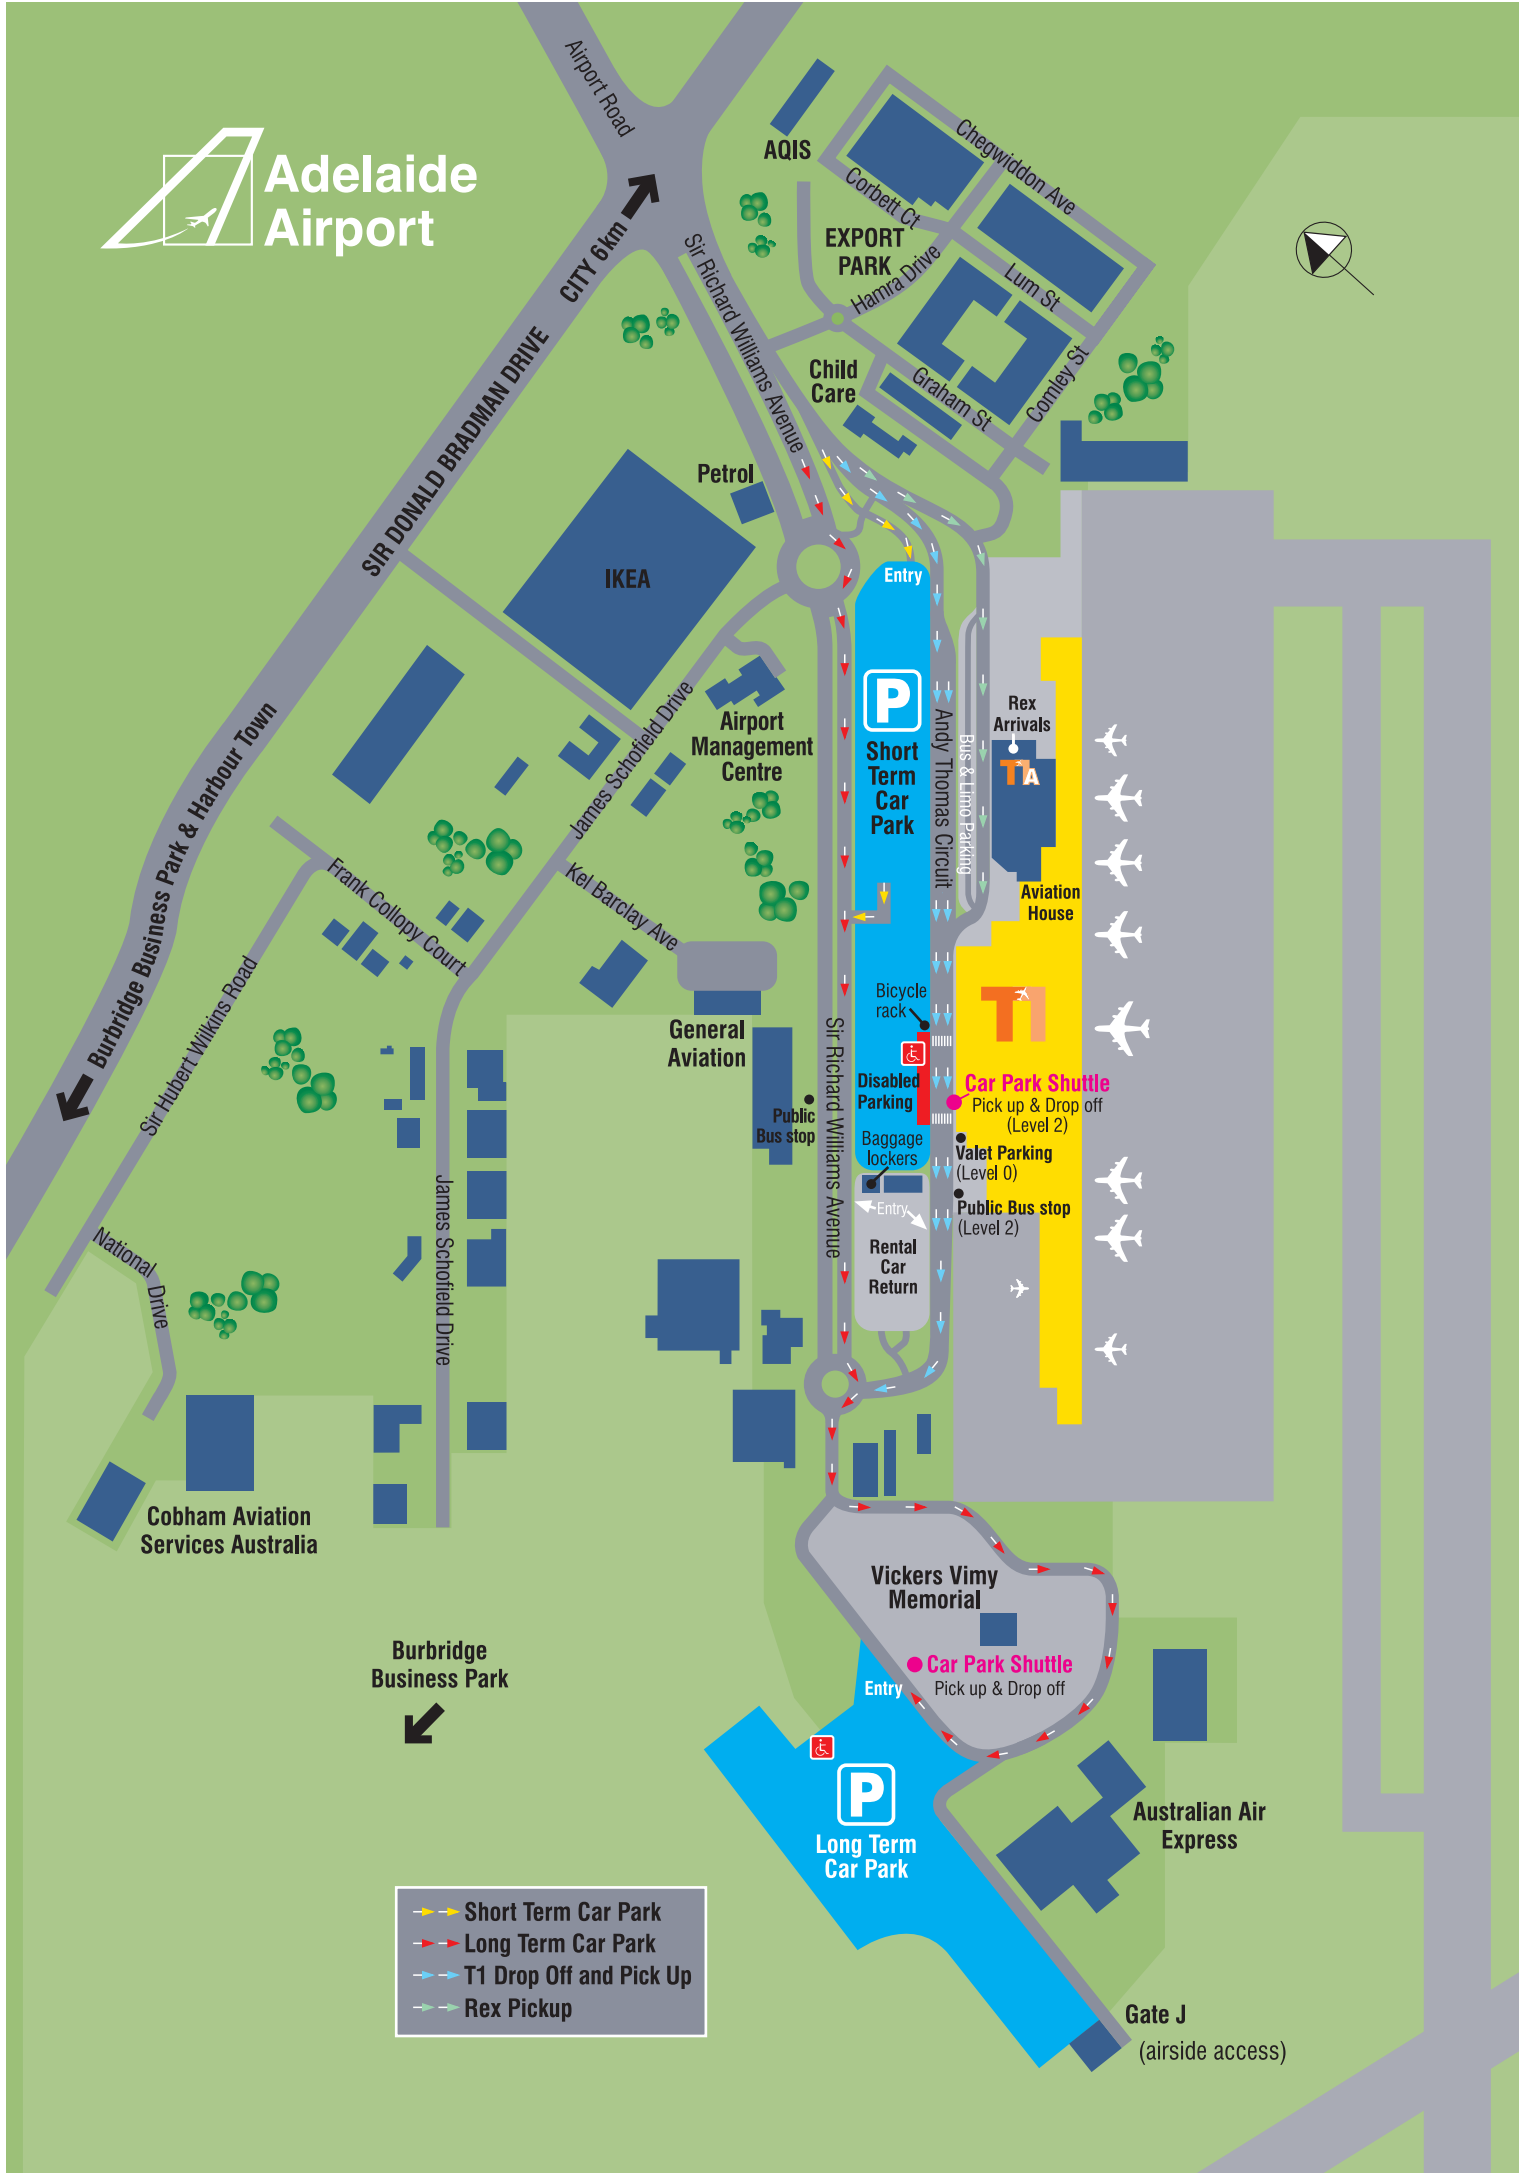 Adelaide
Airport
Airport Road
AQIS
Chegwiddon Ave
Corbett Ct
EXPORT
PARK
Hamra Drive
Lum St
Comley St
Graham St
Child
Care
CITY 6km
SIR DONALD BRADMAN DRIVE
Burbridge Business Park & Harbour Town
Sir Richard Williams Avenue
Petrol
IKEA
Entry
P
Short
Term
Car
Park
Andy Thomas Circuit
Bus & Limo Parking
Rex
Arrivals
T1A
Aviation
House
Airport
Management
Centre
James Schofield Drive
Kel Barclay Ave
Frank Collopy Court
Sir Hubert Wilkins Road
General
Aviation
Bicycle
rack
T1
Disabled
Parking
Car Park Shuttle
Pick up & Drop off
(Level 2)
Public
Bus stop
Sir Richard Williams Avenue
Baggage
lockers
Valet Parking
(Level 0)
Public Bus stop
(Level 2)
Entry
Rental
Car
Return
James Schofield Drive
National Drive
Cobham Aviation
Services Australia
Vickers Vimy
Memorial
Car Park Shuttle
Pick up & Drop off
Entry
Burbridge
Business Park
P
Long Term
Car Park
Australian Air
Express
Short Term Car Park
Long Term Car Park
T1 Drop Off and Pick Up
Rex Pickup
Gate J
(airside access)